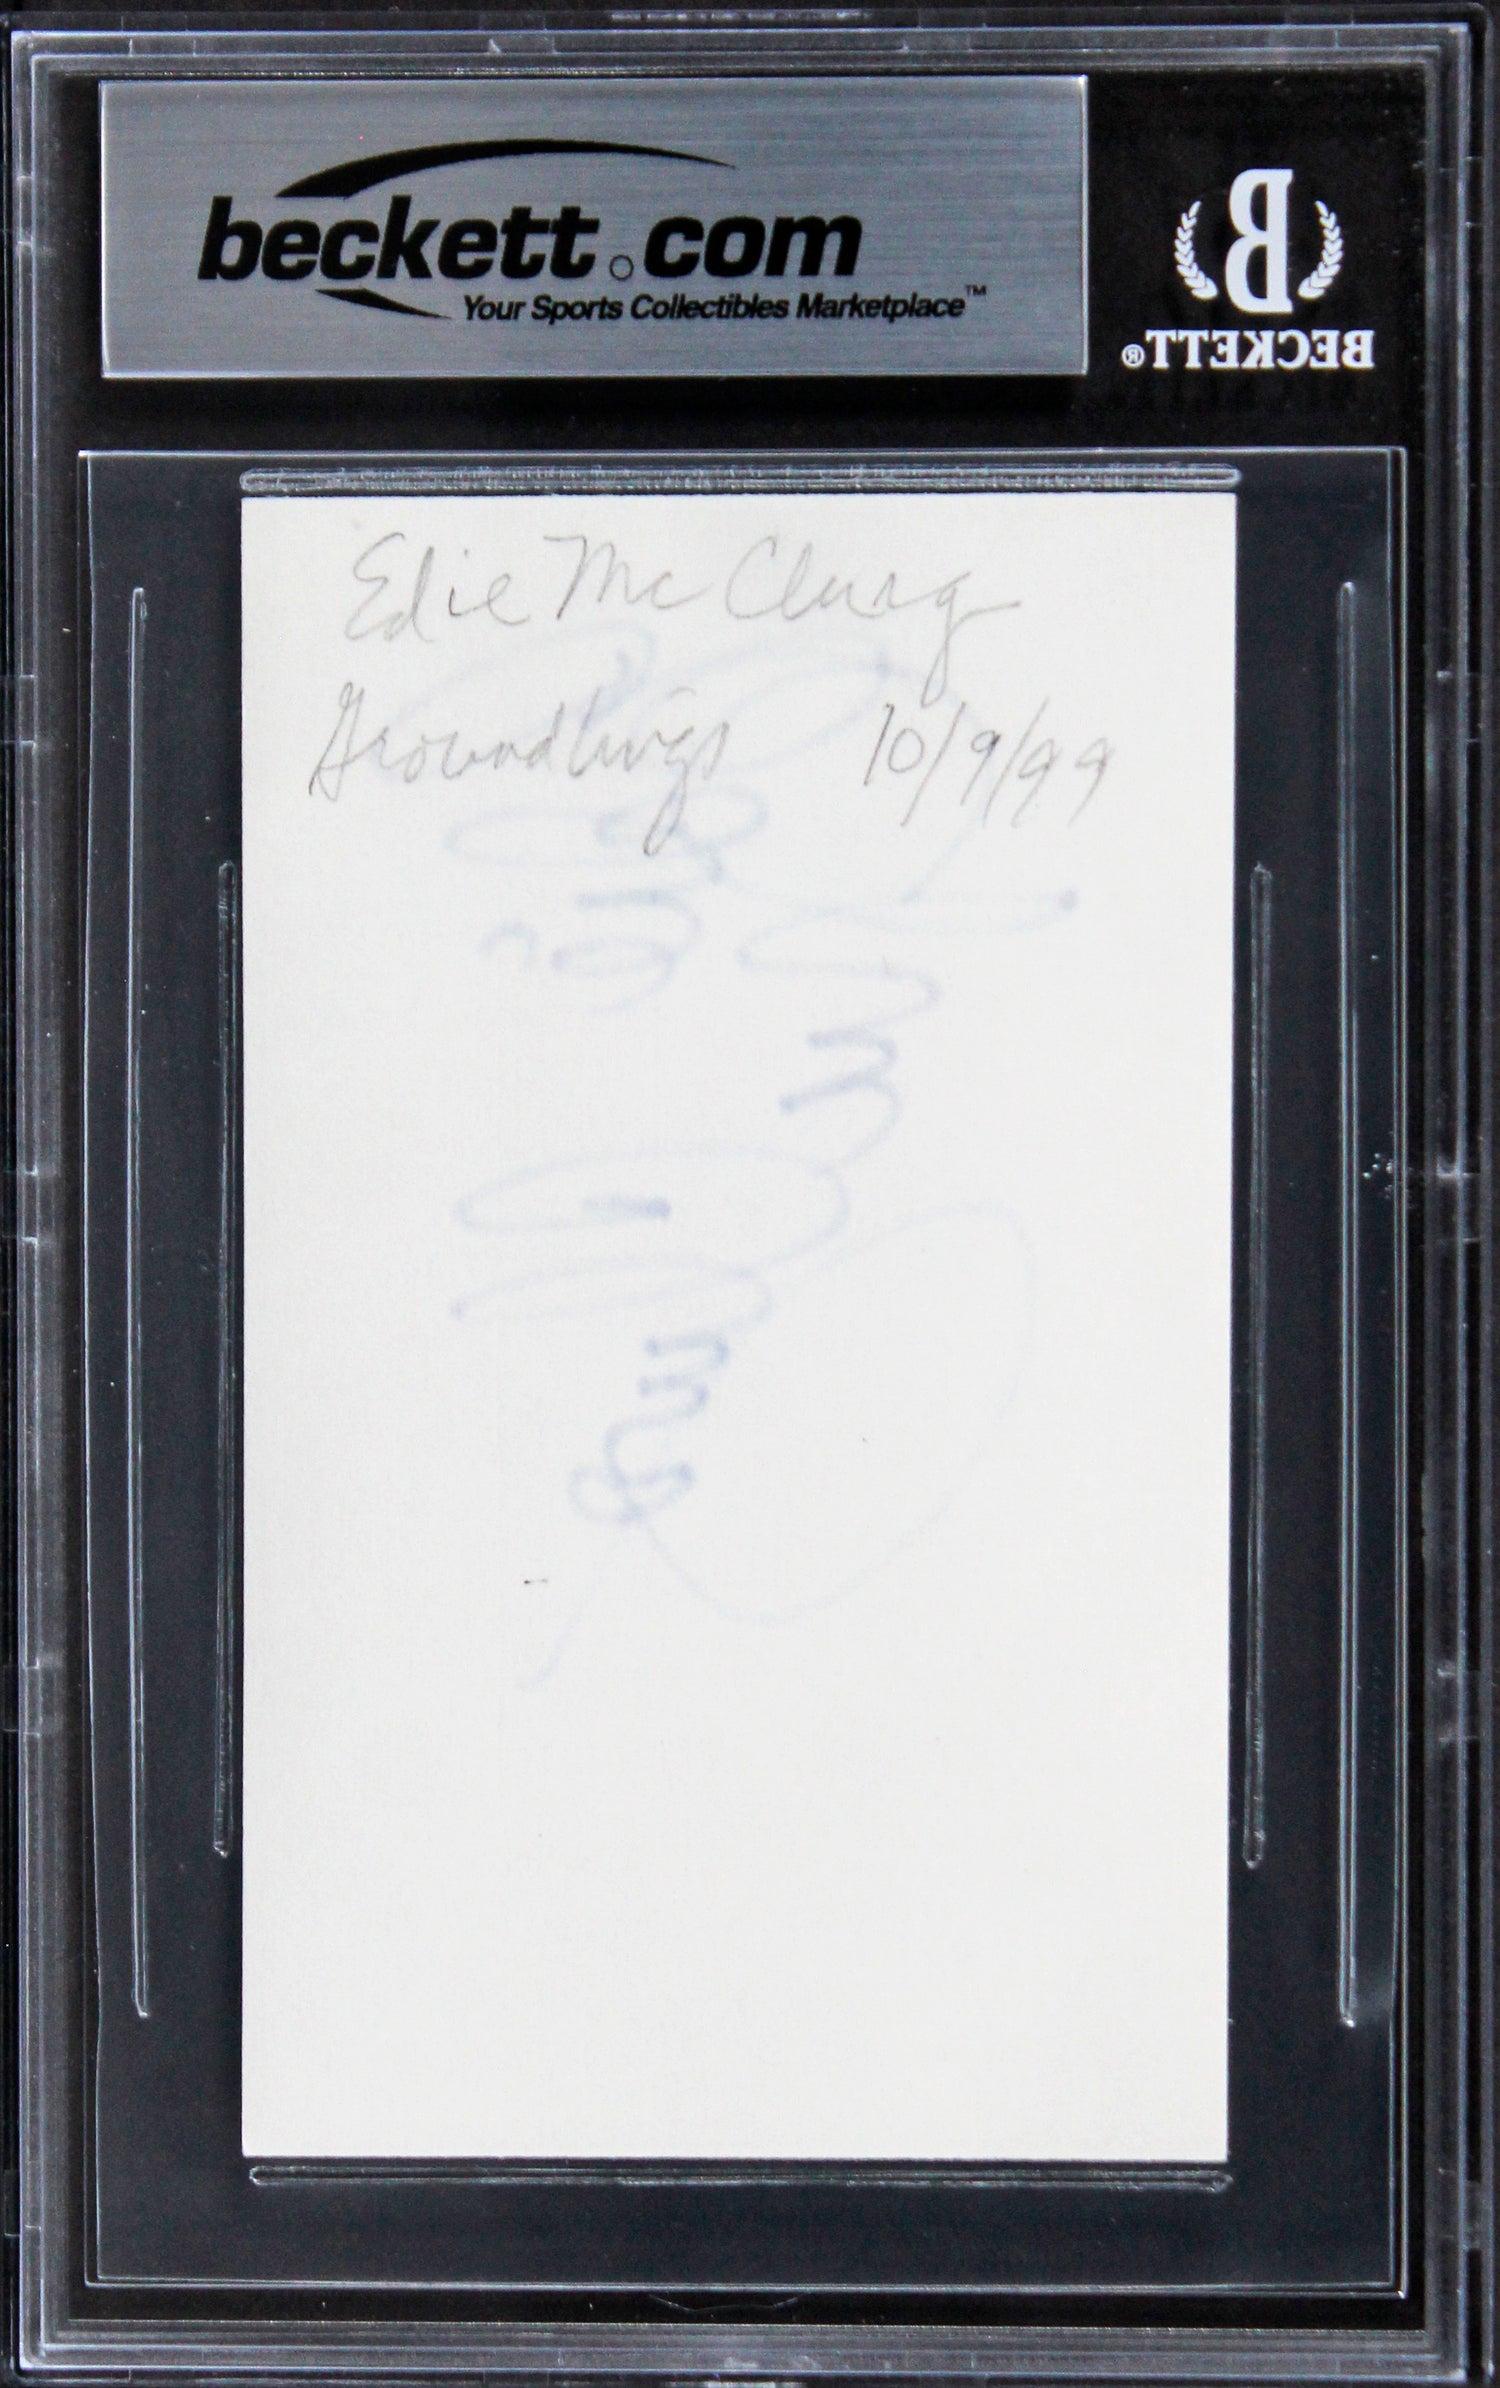 beckett.com
Your Sports Collectibles Marketplace™
B
BECKETT®
Edie McClurg
Groundlings 10/9/99